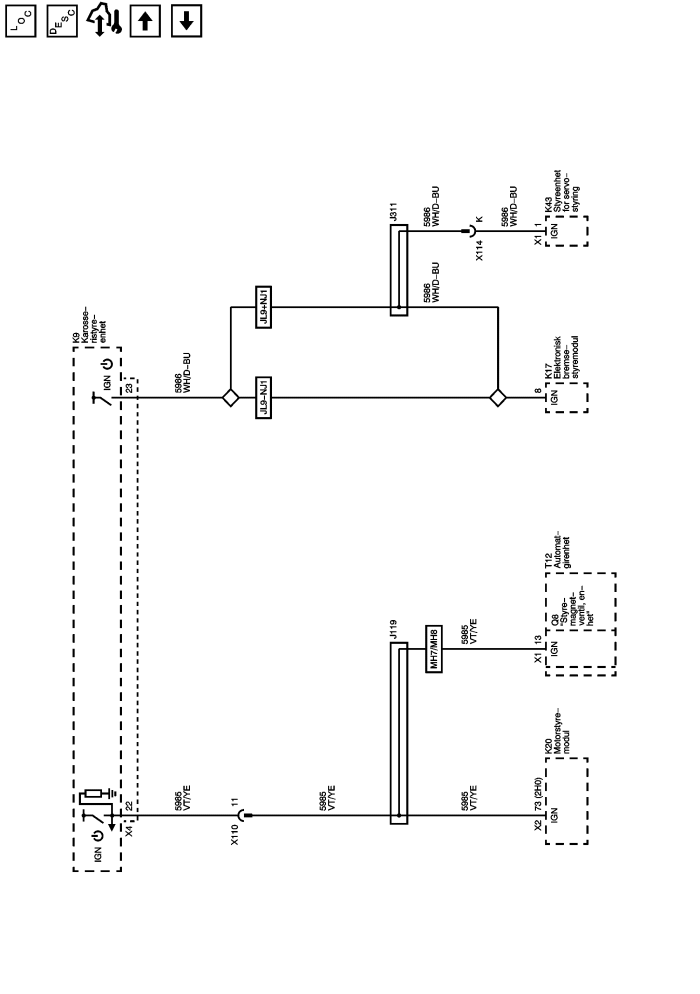 LOC
DESC
K9
Karosse–
ristyre–
enhet
IGN
23
5986
WH/D–BU
JL9+NJ1
JL9–NJ1
J311
5986
WH/D–BU
5986
WH/D–BU
K
X114
5986
WH/D–BU
X1
1
K43
Styreenhet
for servo–
styring
IGN
8
K17
Elektronisk
bremse–
styremodul
IGN
J119
MH7/MH8
5985
VT/YE
X1
13
T12
Automat–
girenhet
Q8
"Styre–
magnet–
ventil, en–
het"
IGN
IGN
X4
22
5985
VT/YE
X110
11
5985
VT/YE
5985
VT/YE
X2
73 (2H0)
K20
Motorstyre–
modul
IGN